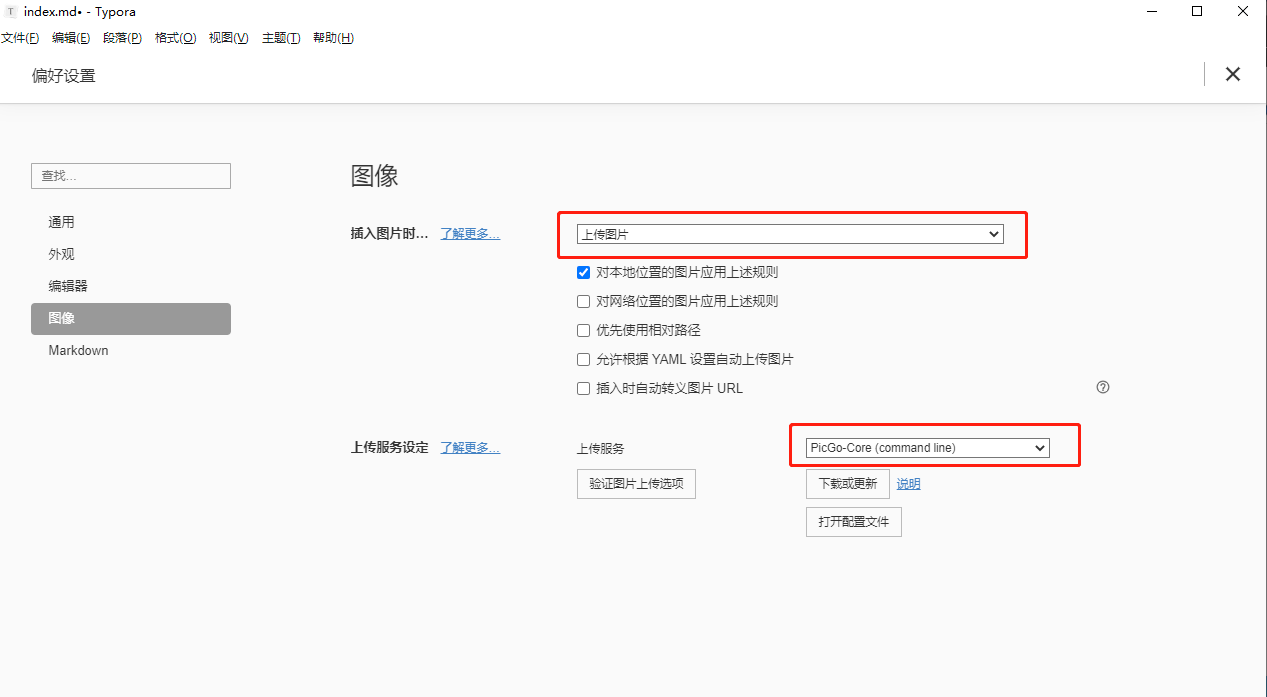 T index.md• - Typora
文件(F) 编辑(E) 段落(P) 格式(O) 视图(V) 主题(T) 帮助(H)
偏好设置
查找...
通用
外观
编辑器
图像
Markdown
图像
插入图片时... 了解更多... 上传图片
对本地位置的图片应用上述规则
对网络位置的图片应用上述规则
优先使用相对路径
允许根据 YAML 设置自动上传图片
插入时自动转义图片 URL
上传服务设定 了解更多... 上传服务 PicGo-Core (command line)
验证图片上传选项 下载或更新 说明
打开配置文件